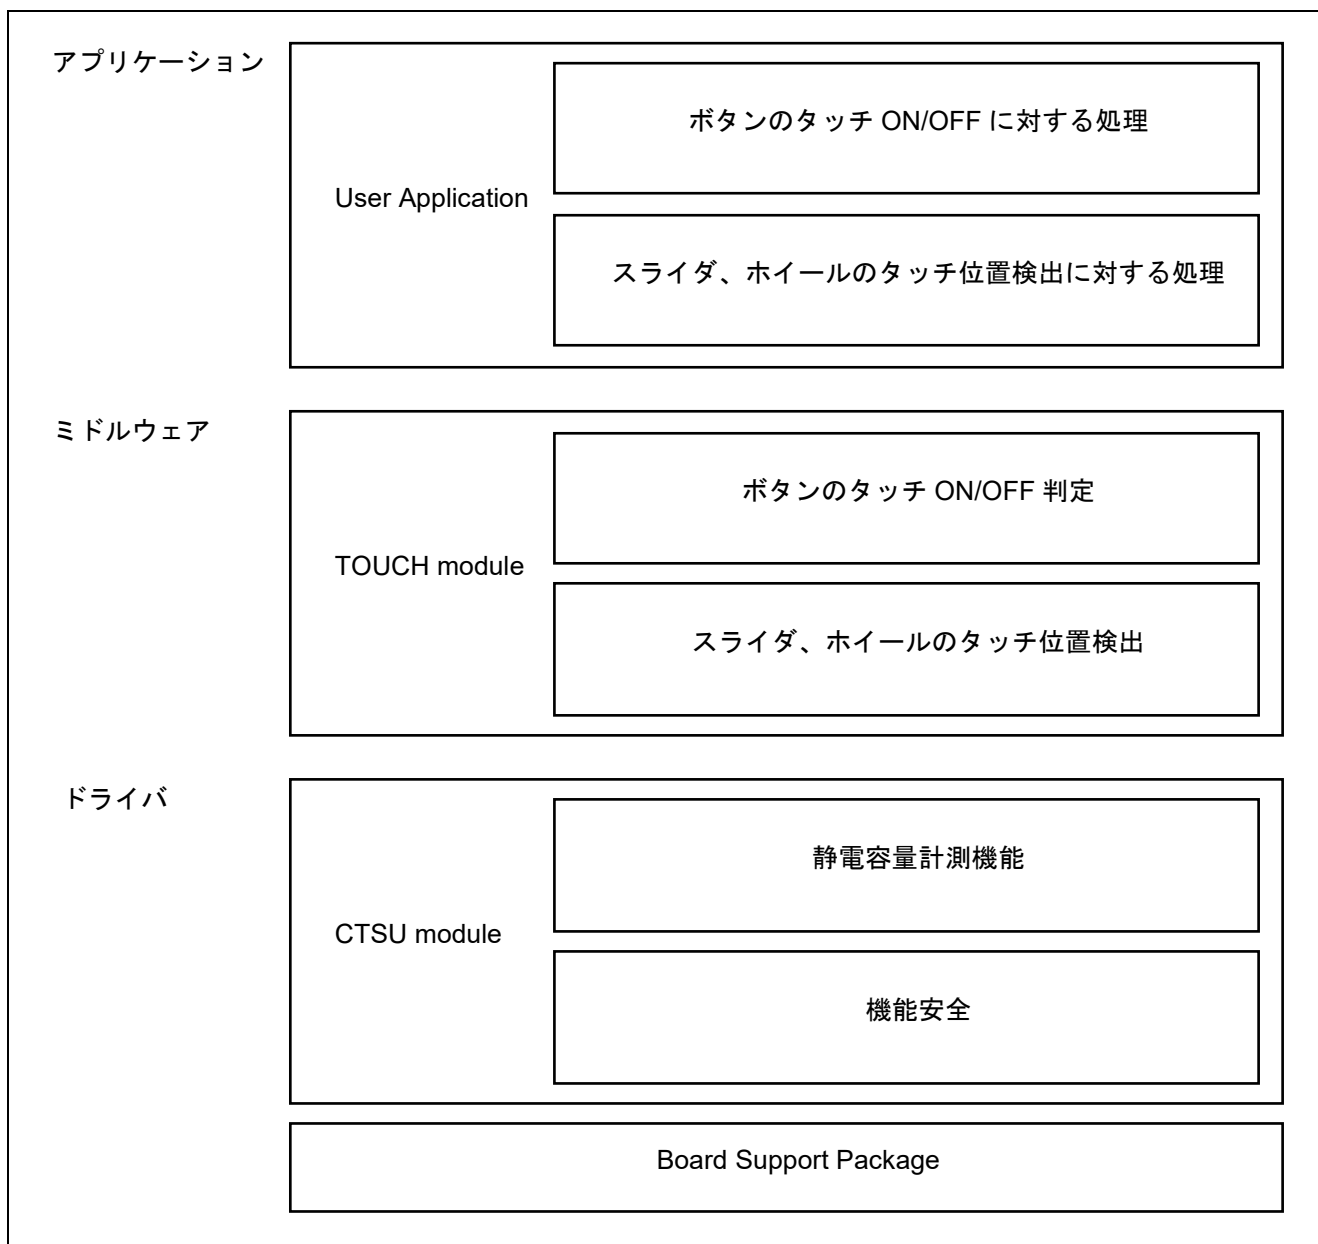 アプリケーション
User Application
ボタンのタッチ ON/OFF に対する処理
スライダ、ホイールのタッチ位置検出に対する処理
ミドルウェア
TOUCH module
ボタンのタッチ ON/OFF 判定
スライダ、ホイールのタッチ位置検出
ドライバ
CTSU module
静電容量計測機能
機能安全
Board Support Package